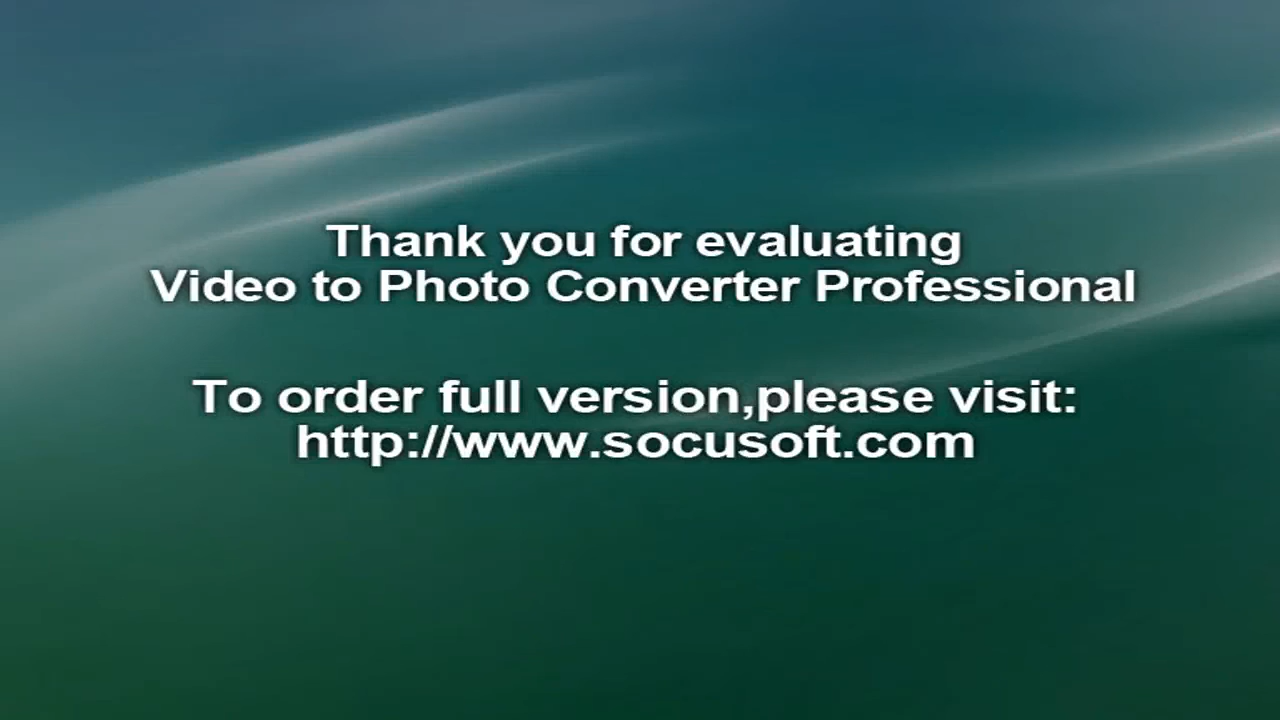 Thank you for evaluating
Video to Photo Converter Professional
To order full version,please visit:
http://www.socusoft.com